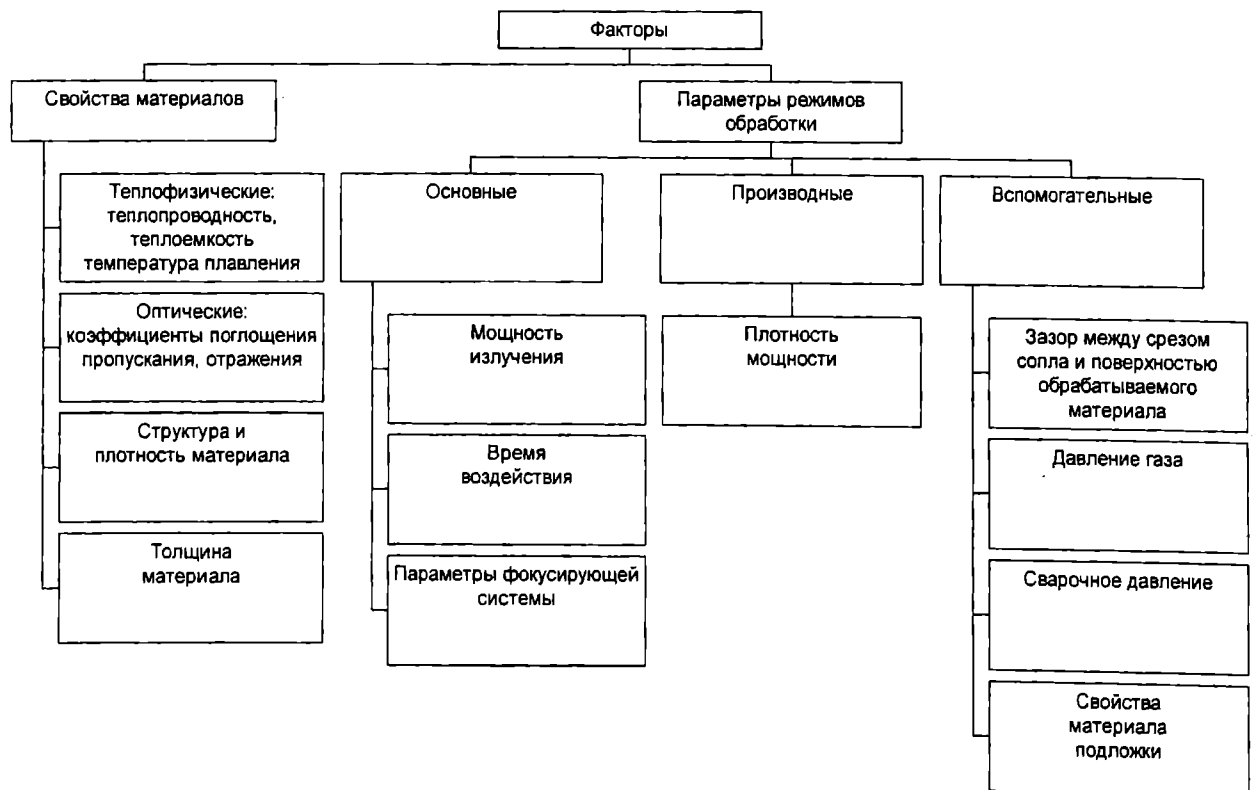 Факторы
Свойства материалов
Параметры режимов
обработки
Теплофизические:
теплопроводность,
теплоемкость
температура плавления
Оптические:
коэффициенты поглощения
пропускания, отражения
Структура и
плотность материала
Толщина
материала
Основные
Мощность
излучения
Время
воздействия
Параметры фокусирующей
системы
Производные
Плотность
мощности
Вспомогательные
Зазор между срезом
сопла и поверхностью
обрабатываемого
материала
Давление газа
Сварочное давление
Свойства
материала
подложки